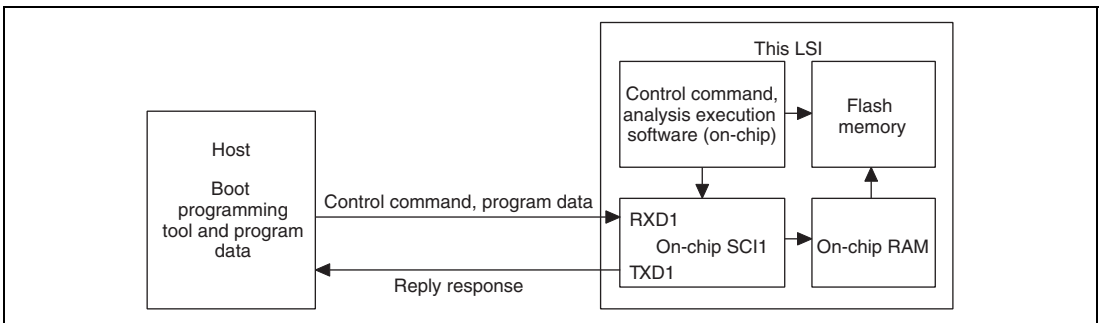 This LSI
Host
Boot
programming
tool and program
data
Control command, program data
Reply response
Control command,
analysis execution
software (on-chip)
Flash
memory
RXD1
On-chip SCI1
TXD1
On-chip RAM